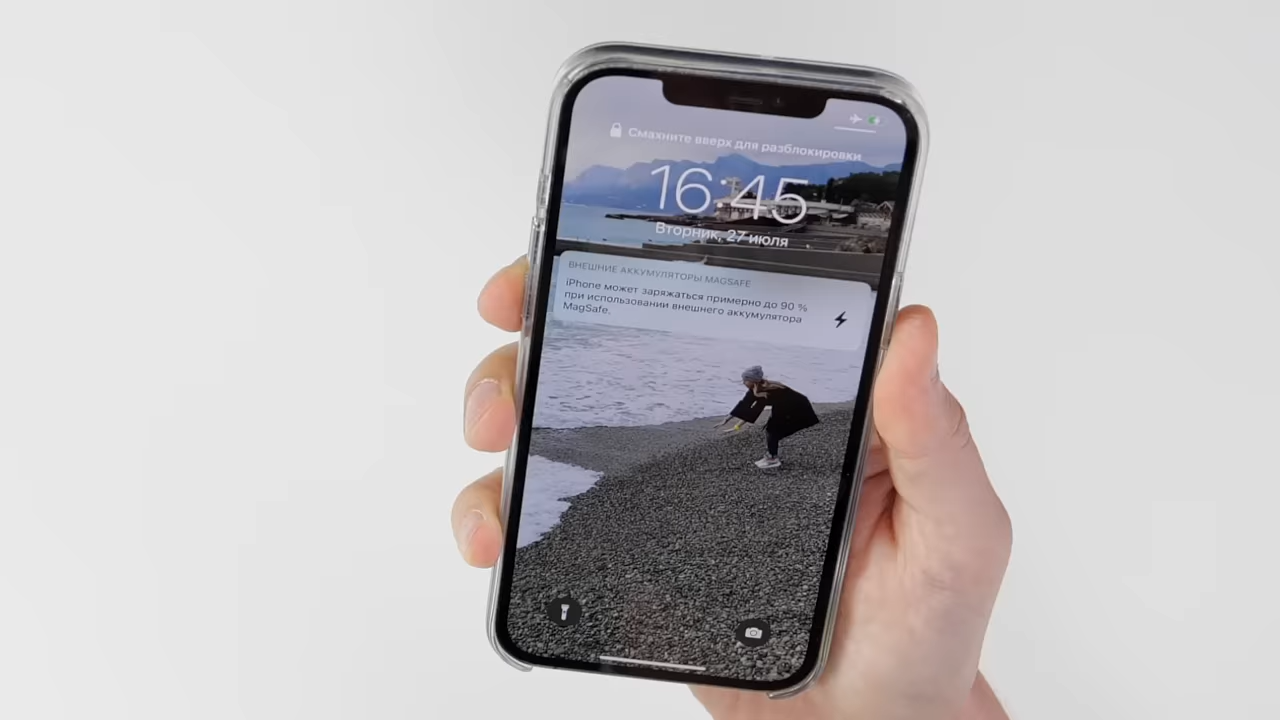 Смахните вверх для разблокировки
16:45
Вторник, 27 июля
ВНЕШНИЕ АККУМУЛЯТОРЫ MAGSAFE
iPhone может заряжаться примерно до 90 %
при использовании внешнего аккумулятора
MagSafe.